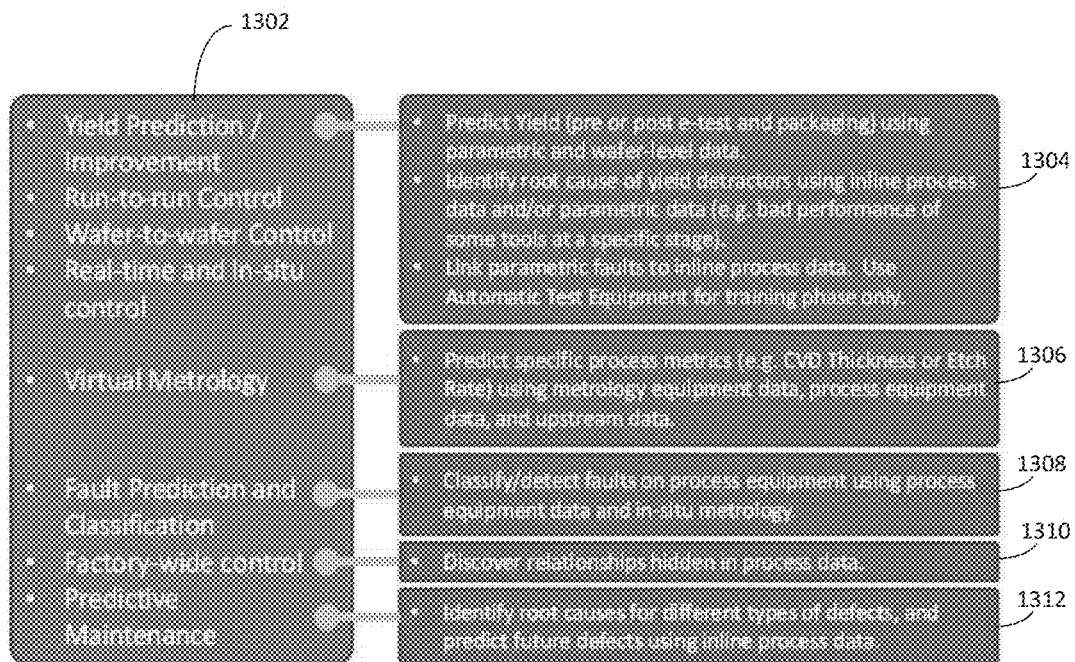 1302
• Yield Prediction /
Improvement
• Run-to-run Control
• Wafer-to-wafer Control
• Real-time and In-situ
control
• Virtual Metrology
• Fault Prediction and
Classification
• Factory-wide control
• Predictive
Maintenance
• Predict Yield (pre or post e-test and packaging) using
parametric and wafer-level data.
• Identify root cause of yield detractors using inline process
data and/or parametric data (e.g. bad performance of
some tools at a specific stage).
• Link parametric faults to inline process data. Use
Automatic Test Equipment for training phase only.
1304
• Predict specific process metrics (e.g. CVD Thickness or Etch
Rate) using metrology equipment data, process equipment
data, and upstream data.
1306
• Classify/detect faults on process equipment using process
equipment data and in-situ metrology
1308
• Discover relationships hidden in process data.
1310
• Identify root causes for different types of defects, and
predict future defects using inline process data
1312